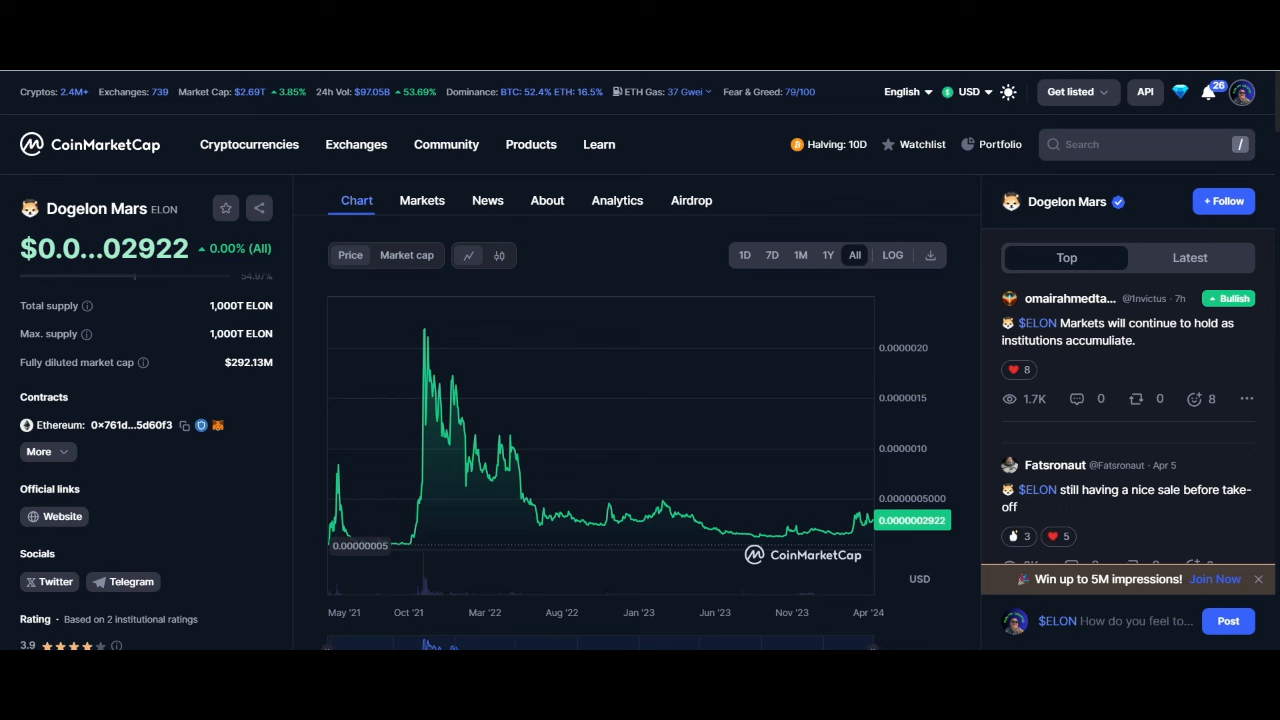 Cryptos: 2.4M+ Exchanges: 739 Market Cap: $2.69T 3.85% 24h Vol: $97.05B 53.69% Dominance: BTC: 52.4% ETH: 16.5% ETH Gas: 37 Gwei Fear & Greed: 79/100 English USD Get listed API 26
CoinMarketCap Cryptocurrencies Exchanges Community Products Learn Halving: 10D Watchlist Portfolio Search /
Dogelon Mars ELON
$0.0...02922 0.00% (All)
54.97%
Total supply 1,000T ELON
Max. supply 1,000T ELON
Fully diluted market cap $292.13M
Contracts
Ethereum: 0x761d...5d60f3
More
Official links
Website
Socials
Twitter Telegram
Rating • Based on 2 institutional ratings
3.9
Chart Markets News About Analytics Airdrop
Price Market cap 1D 7D 1M 1Y All LOG
0.0000020
0.0000015
0.0000010
0.0000005000
0.0000002922
0.00000005
CoinMarketCap
USD
May '21 Oct '21 Mar '22 Aug '22 Jan '23 Jun '23 Nov '23 Apr '24
Dogelon Mars + Follow
Top Latest
omairahmedta... @1nvictus · 7h Bullish
$ELON Markets will continue to hold as
institutions accumuliate.
8
1.7K 0 0 8
Fatsronaut @Fatsronaut · Apr 5
$ELON still having a nice sale before take-
off
3 5
Win up to 5M impressions! Join Now
$ELON How do you feel to... Post